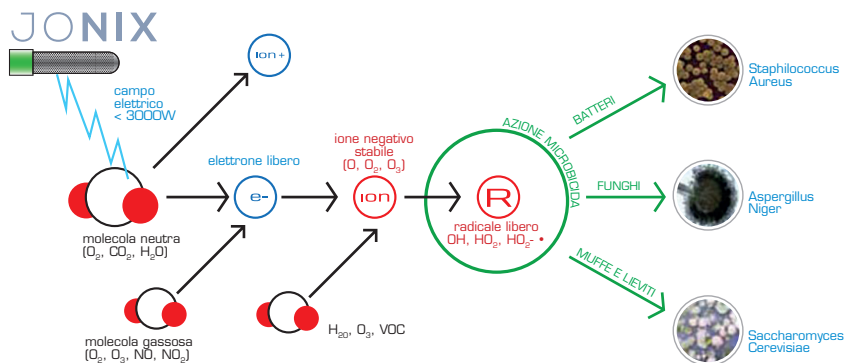 JONIX
campo
elettrico
< 3000W
ion+
elettrone libero
e-
ione negativo
stabile
(O, O₂, O₃)
ion
molecola neutra
(O₂, CO₂, H₂O)
molecola gassosa
(O₂, O₃, NO, NO₂)
H₂₀, O₃, VOC
AZIONE MICROBICIDA
R
radicale libero
OH, HO₂, HO₂- •
BATTERI
FUNGHI
MUFFE E LIEVITI
Staphilococcus
Aureus
Aspergillus
Niger
Saccharomyces
Cerevisiae